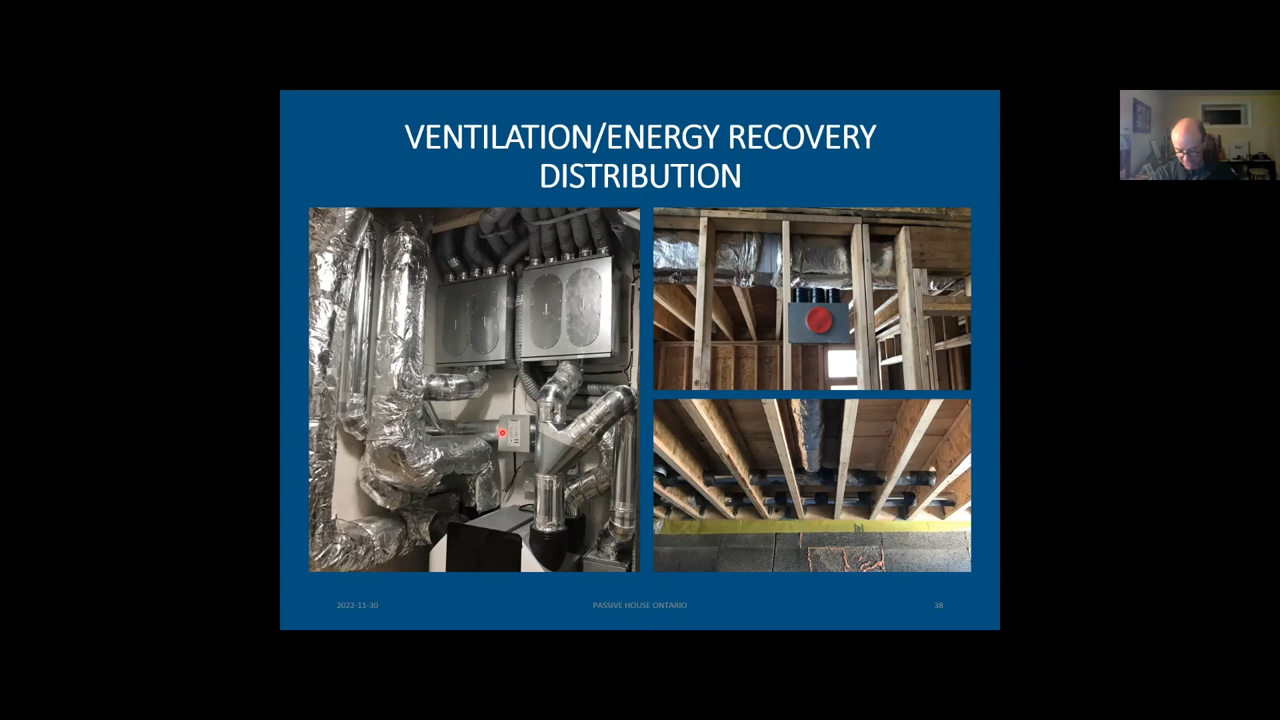 VENTILATION/ENERGY RECOVERY
DISTRIBUTION
2022-11-30
PASSIVE HOUSE ONTARIO
38